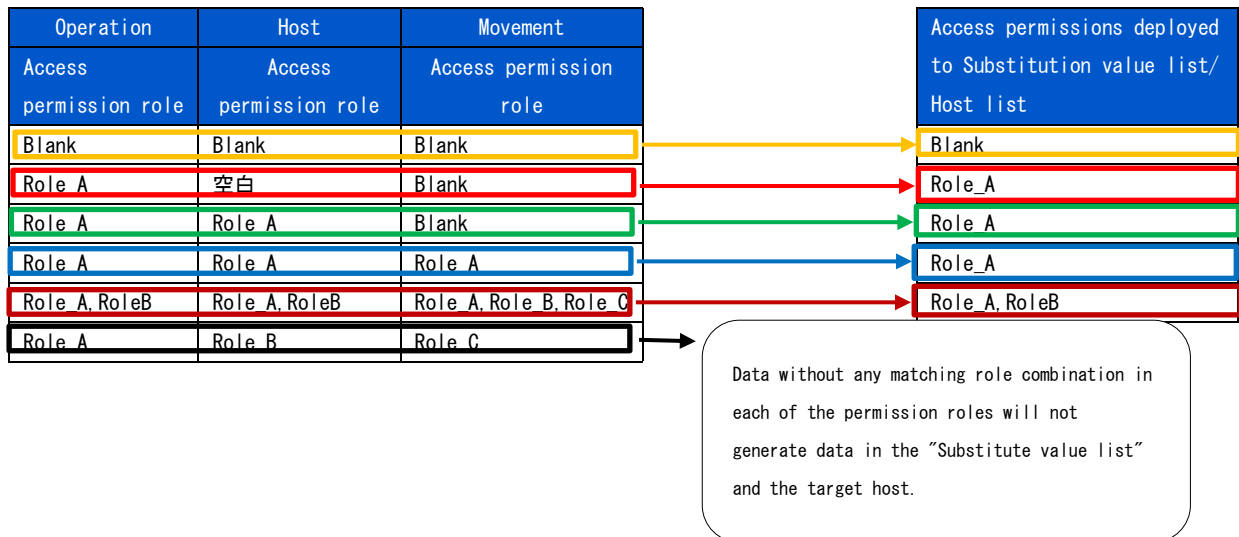 Operation Host Movement
Access permission role Access permission role Access permission role
Blank Blank Blank
Role A 空白 Blank
Role A Role A Blank
Role A Role A Role A
Role_A,RoleB Role_A,RoleB Role_A,Role_B,Role_C
Role A Role B Role C
Access permissions deployed
to Substitution value list/
Host list
Blank
Role_A
Role A
Role_A
Role_A,RoleB
Data without any matching role combination in
each of the permission roles will not
generate data in the "Substitute value list"
and the target host.